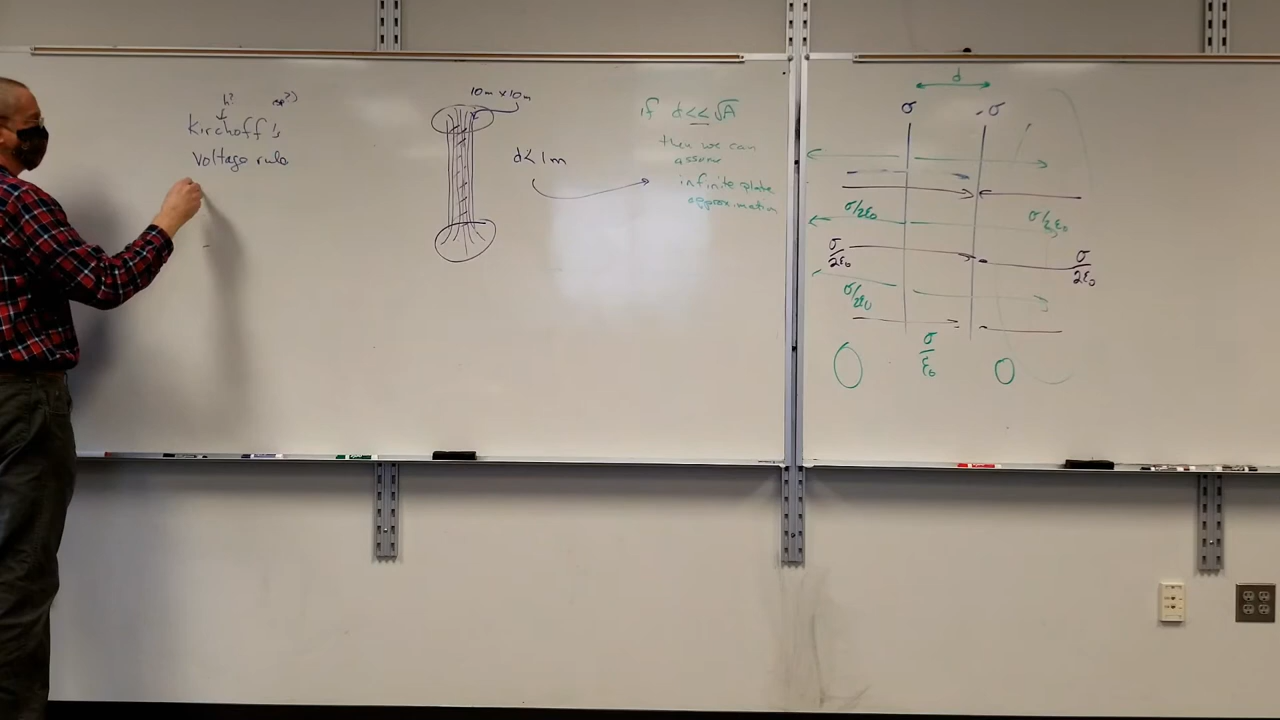 h?
Kirchoff's
voltage rule
10m x 10m
d<1m
if d<<√A
then we can
assume
infinite plate
approximation
d
σ
-σ
σ/2ε₀
σ/2ε₀
σ/2ε₀
σ/2ε₀
σ/2ε₀
0
σ/ε₀
0